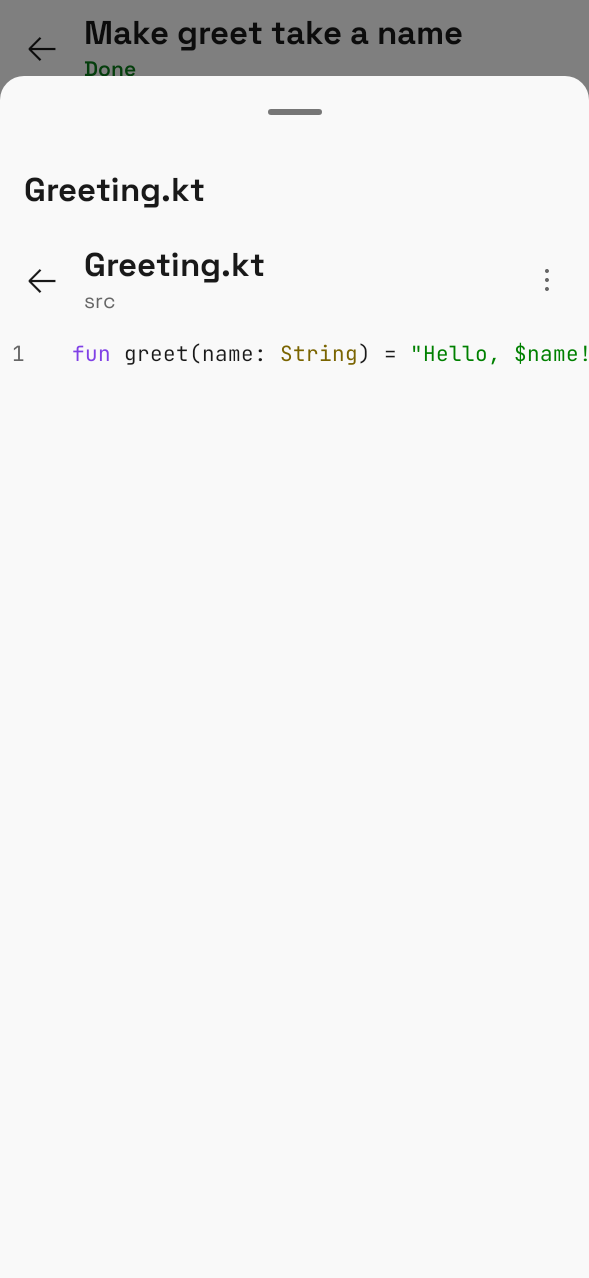 Make greet take a name
Done
Greeting.kt
Greeting.kt
src
1 fun greet(name: String) = "Hello, $name!